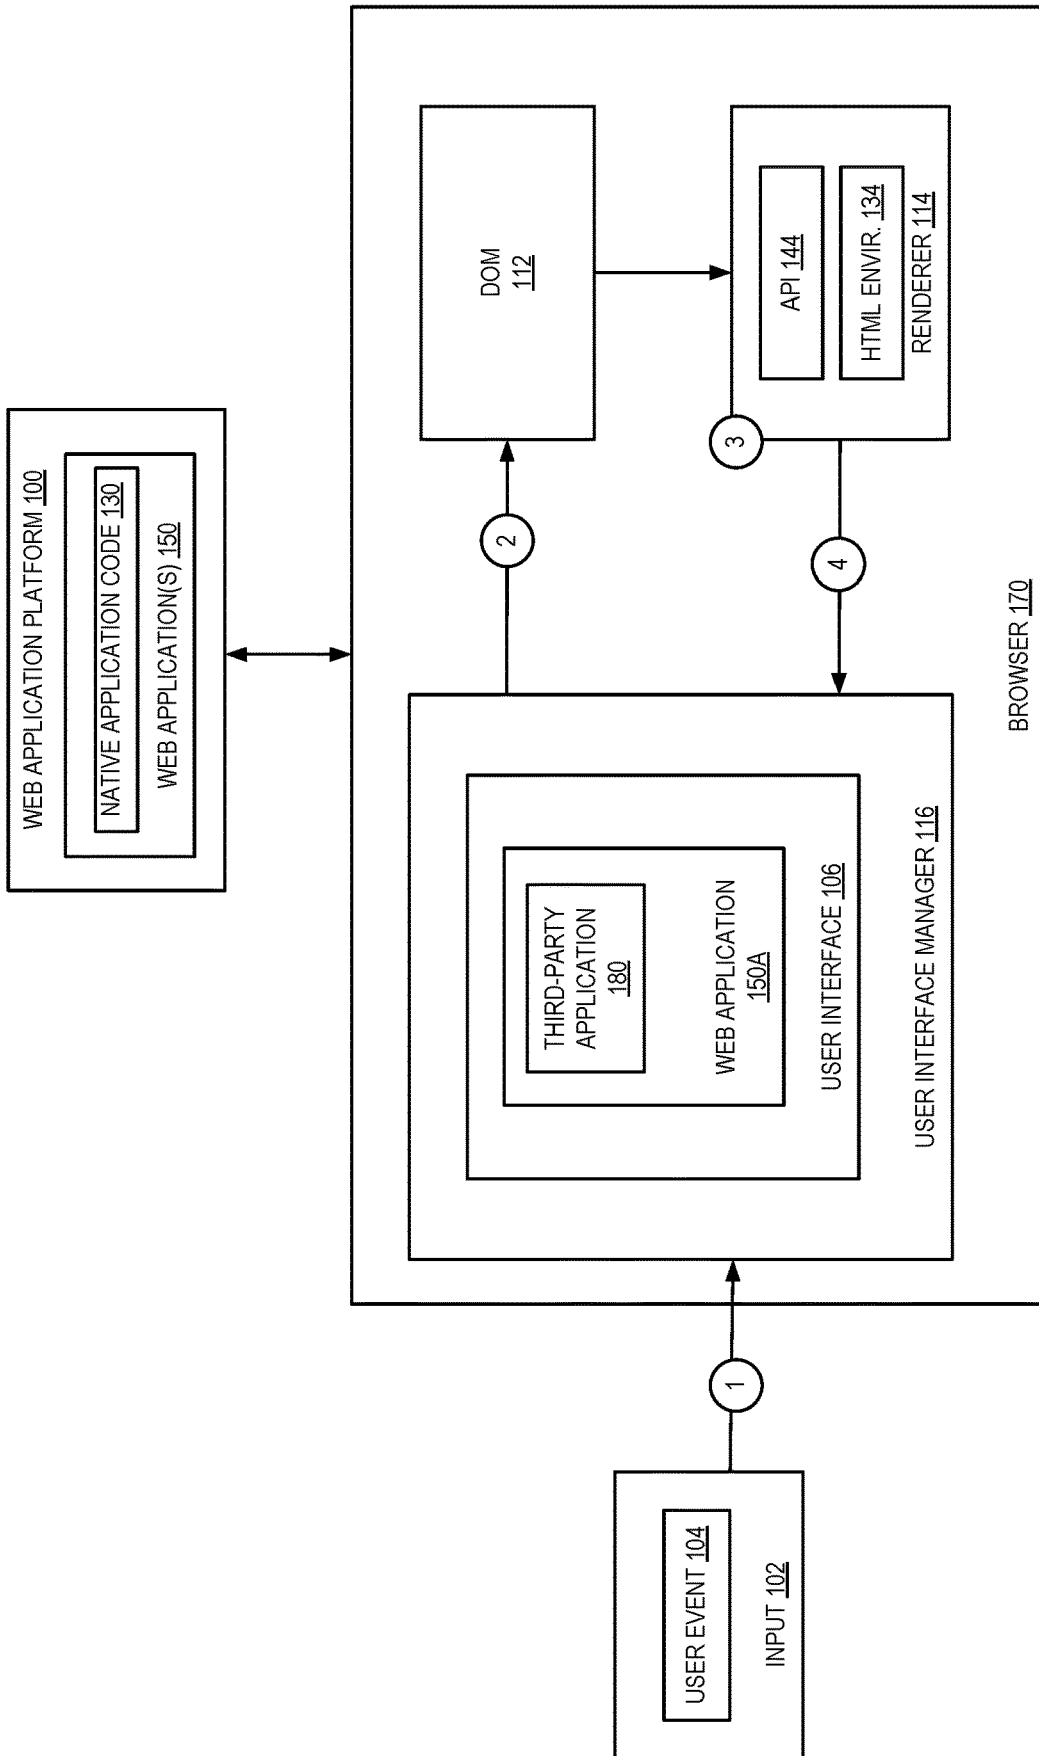 WEB APPLICATION PLATFORM 100
NATIVE APPLICATION CODE 130
WEB APPLICATION(S) 150
USER EVENT 104
INPUT 102
1
THIRD-PARTY
APPLICATION
180
WEB APPLICATION
150A
USER INTERFACE 106
USER INTERFACE MANAGER 116
2
DOM
112
3
API 144
HTML ENVIR. 134
RENDERER 114
4
BROWSER 170